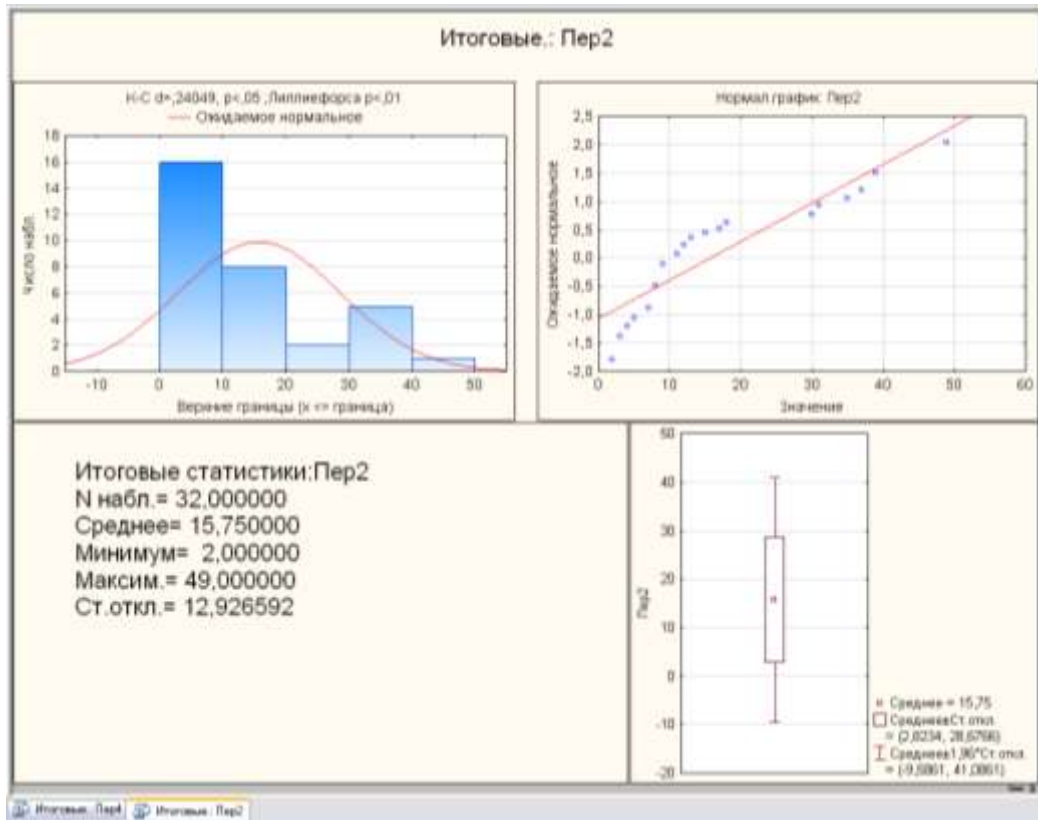 Итоговые.: Пер2
К-С d=,24049, p<,05 ,Лиллиефорса p<,01
Ожидаемое нормальное
18
16
14
12
10
8
6
4
2
0
Число набл.
-10 0 10 20 30 40 50
Верхние границы (x <= граница)
Нормал график: Пер2
2,5
2,0
1,5
1,0
0,5
0,0
-0,5
-1,0
-1,5
-2,0
Ожидаемое нормальное
0 10 20 30 40 50 60
Значение
Итоговые статистики:Пер2
N набл.= 32,000000
Среднее= 15,750000
Минимум= 2,000000
Максим.= 49,000000
Ст.откл.= 12,926592
50
40
30
20
10
0
-10
-20
Пер2
Среднее = 15,75
Среднее±Ст.откл.
= (2,8234, 28,6766)
Среднее±1,96*Ст.откл.
= (-9,5861, 41,0861)
Итоговые.: Пер4 Итоговые.: Пер2